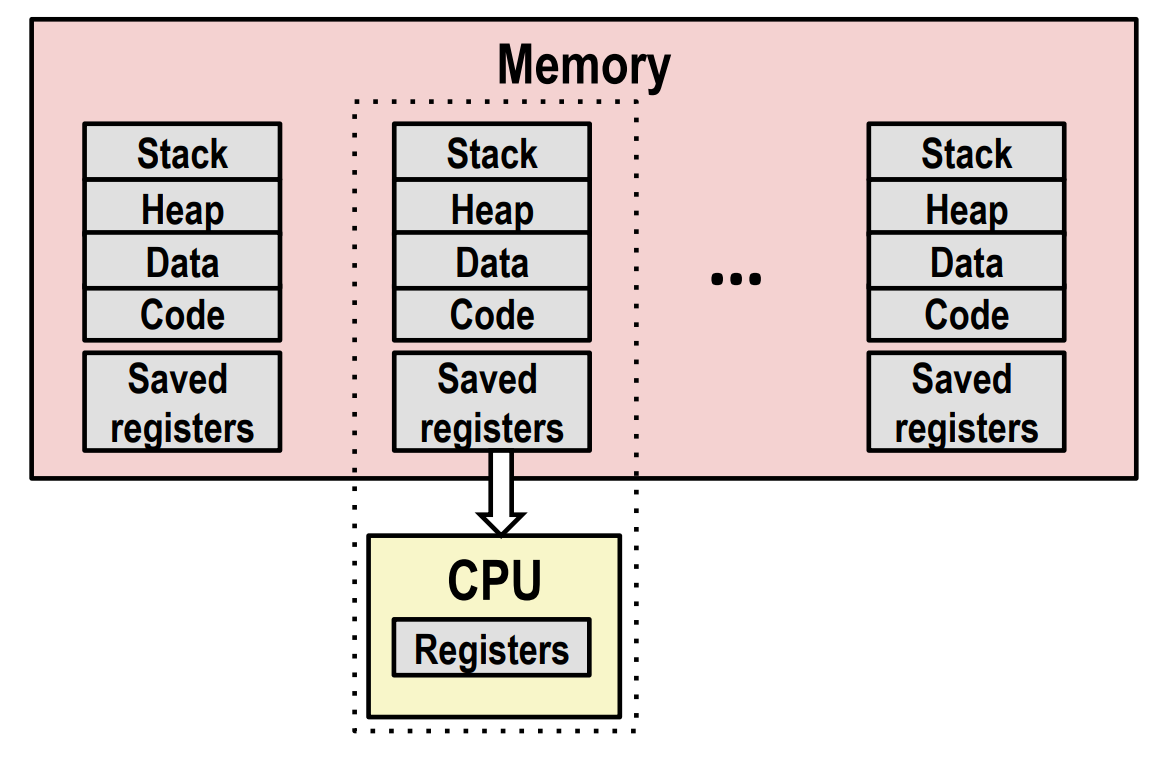 Memory
Stack
Heap
Data
Code
Saved
registers
Stack
Heap
Data
Code
Saved
registers
...
Stack
Heap
Data
Code
Saved
registers
CPU
Registers